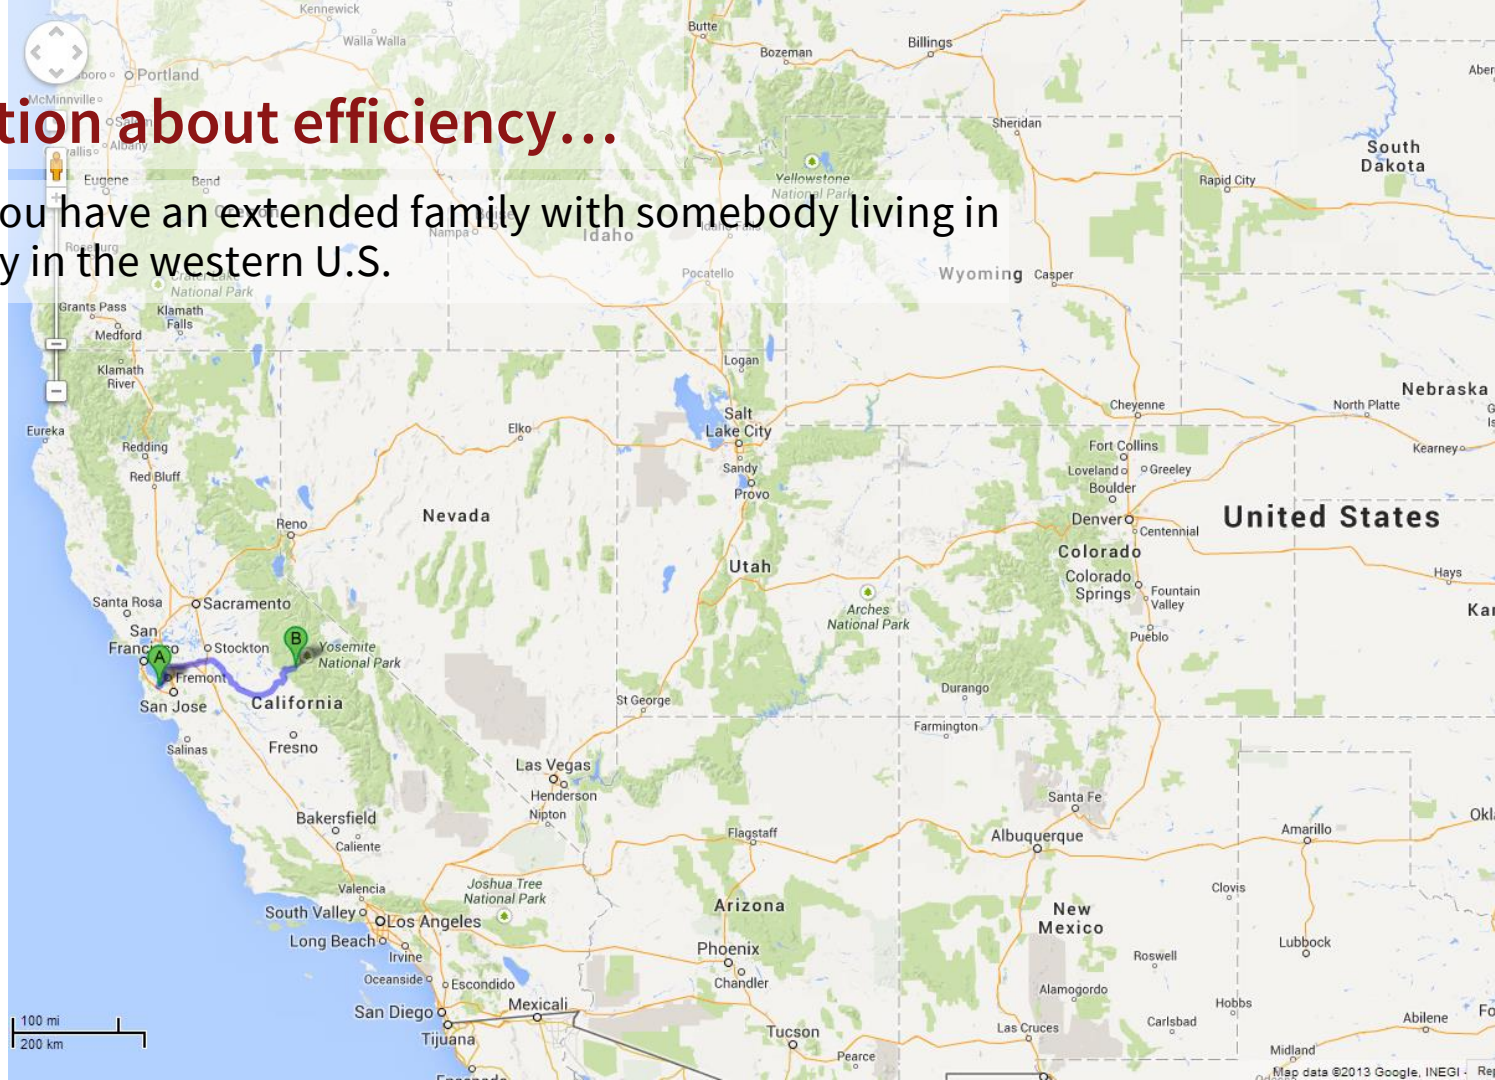 tion about efficiency…
ou have an extended family with somebody living in
y in the western U.S.
Kennewick
Walla Walla
Butte
Bozeman
Billings
Portland
McMinnville
Albany
Eugene
Bend
Sheridan
South
Dakota
Yellowstone
National Park
Rapid City
Nampa
Idaho
Roseburg
Crater Lake
National Park
Pocatello
Wyoming
Casper
Grants Pass
Klamath
Falls
Medford
Klamath
River
Logan
Nebraska
Cheyenne
North Platte
Salt
Lake City
Eureka
Elko
Redding
Fort Collins
Kearney
Red Bluff
Sandy
Loveland
Greeley
Provo
Boulder
Reno
Nevada
Denver
Centennial
United States
Colorado
Utah
Colorado
Springs
Fountain
Valley
Hays
Santa Rosa
Sacramento
Arches
National Park
San
Francisco
Stockton
A
B
Yosemite
National Park
Pueblo
Fremont
San Jose
California
St George
Durango
Salinas
Fresno
Farmington
Las Vegas
Henderson
Nipton
Santa Fe
Bakersfield
Caliente
Flagstaff
Albuquerque
Amarillo
Valencia
Joshua Tree
National Park
Clovis
South Valley
Los Angeles
Arizona
New
Mexico
Long Beach
Irvine
Phoenix
Lubbock
Roswell
Oceanside
Escondido
Chandler
Alamogordo
San Diego
Mexicali
Hobbs
100 mi
200 km
Tijuana
Tucson
Las Cruces
Carlsbad
Abilene
Pearce
Midland
Map data ©2013 Google, INEGI